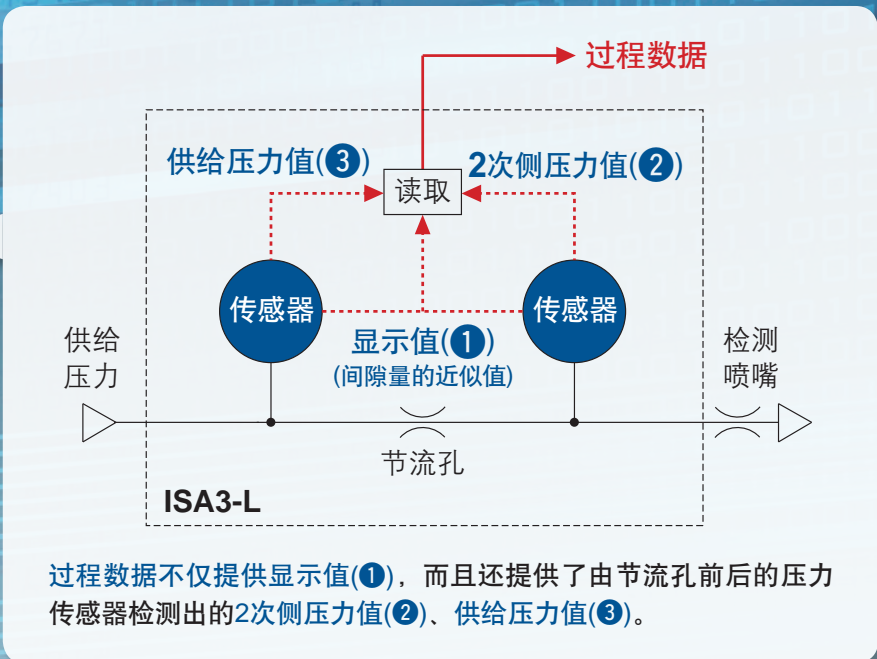 过程数据
供给压力值(❸)
2次侧压力值(❷)
读取
传感器
传感器
显示值(❶)
(间隙量的近似值)
供给
压力
检测
喷嘴
节流孔
ISA3-L
过程数据不仅提供显示值(❶)，而且还提供了由节流孔前后的压力
传感器检测出的2次侧压力值(❷)、供给压力值(❸)。